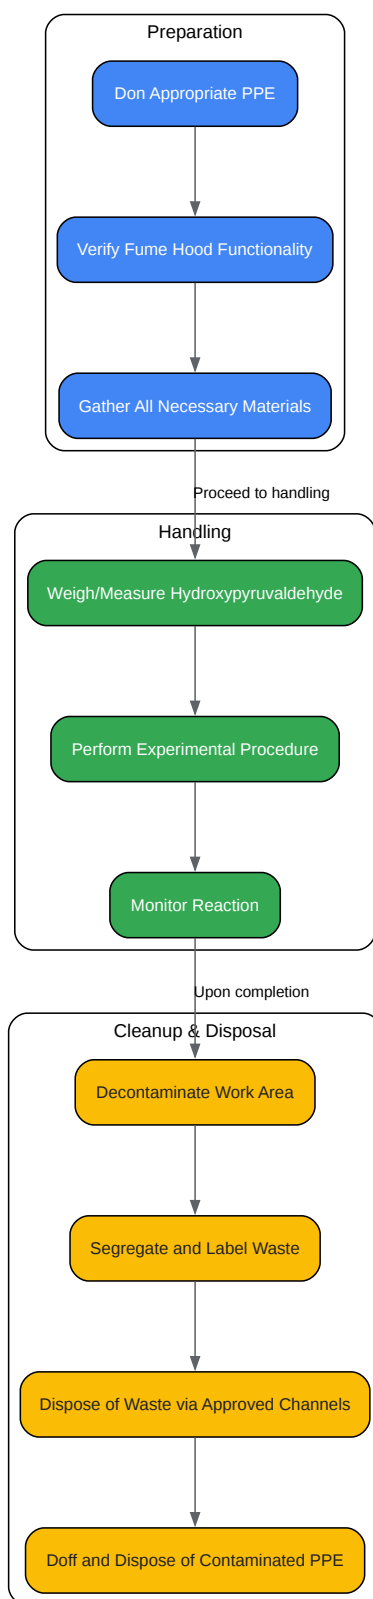 Preparation
Don Appropriate PPE
Verify Fume Hood Functionality
Gather All Necessary Materials
Proceed to handling
Handling
Weigh/Measure Hydroxypyruvaldehyde
Perform Experimental Procedure
Monitor Reaction
Upon completion
Cleanup & Disposal
Decontaminate Work Area
Segregate and Label Waste
Dispose of Waste via Approved Channels
Doff and Dispose of Contaminated PPE